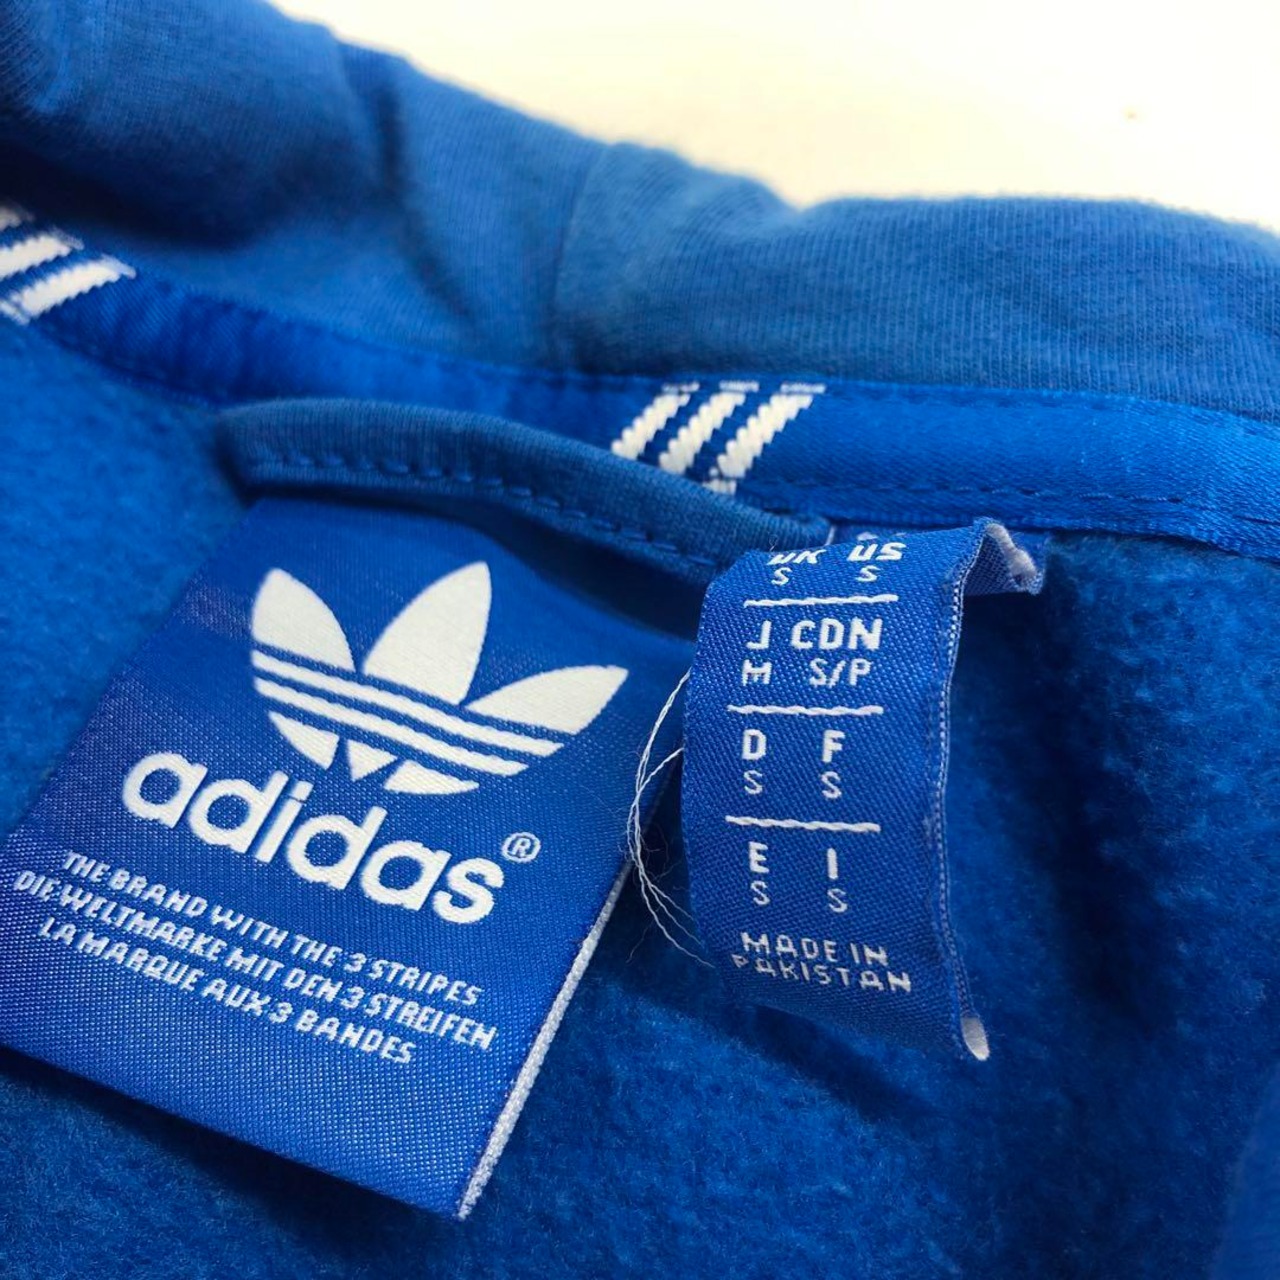 adidas®
THE BRAND WITH THE 3 STRIPES
DIE WELTMARKE MIT DEN 3 STREIFEN
LA MARQUE AUX 3 BANDES
UK US
S S
J CDN
M S/P
D F
S S
E I
S S
MADE IN
PAKISTAN